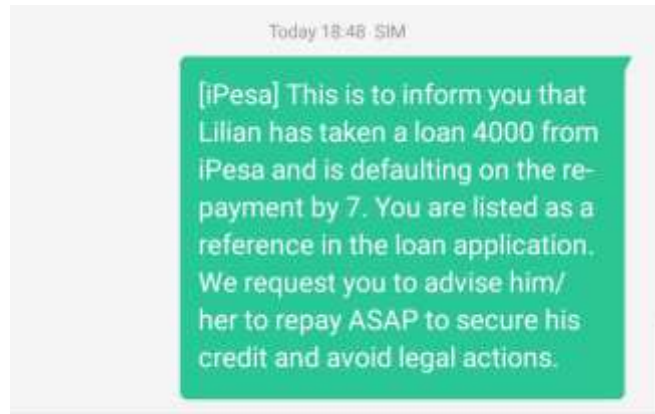 Today 18:48 SIM
[iPesa] This is to inform you that
Lilian has taken a loan 4000 from
iPesa and is defaulting on the re-
payment by 7. You are listed as a
reference in the loan application.
We request you to advise him/
her to repay ASAP to secure his
credit and avoid legal actions.